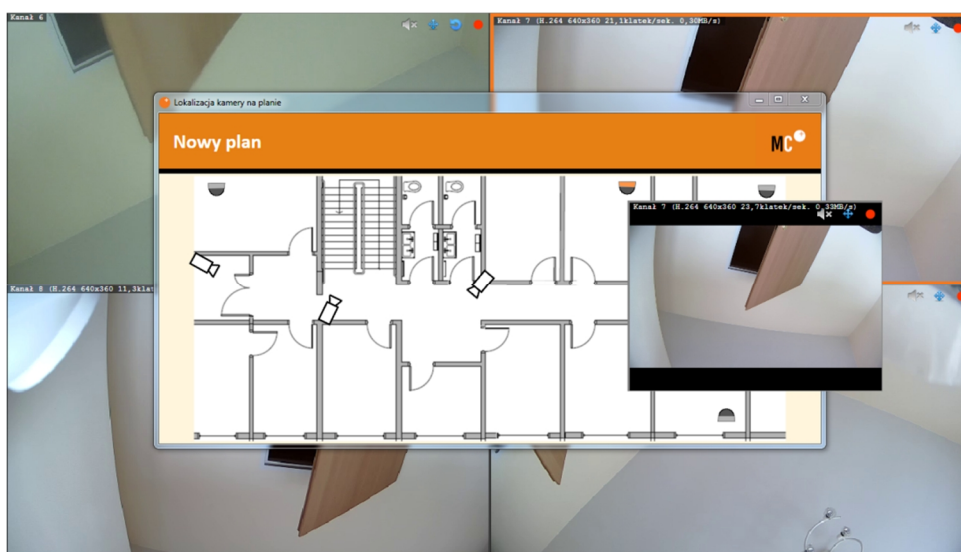 Kanał 6
Kanał 7 (H.264 640x360 21,1klatek/sek. 0,30MB/s)
Lokalizacja kamery na planie
Nowy plan
MC
Kanał 7 (H.264 640x360 23,7klatek/sek. 0,33MB/s)
Kanał 8 (H.264 640x360 11,3klat